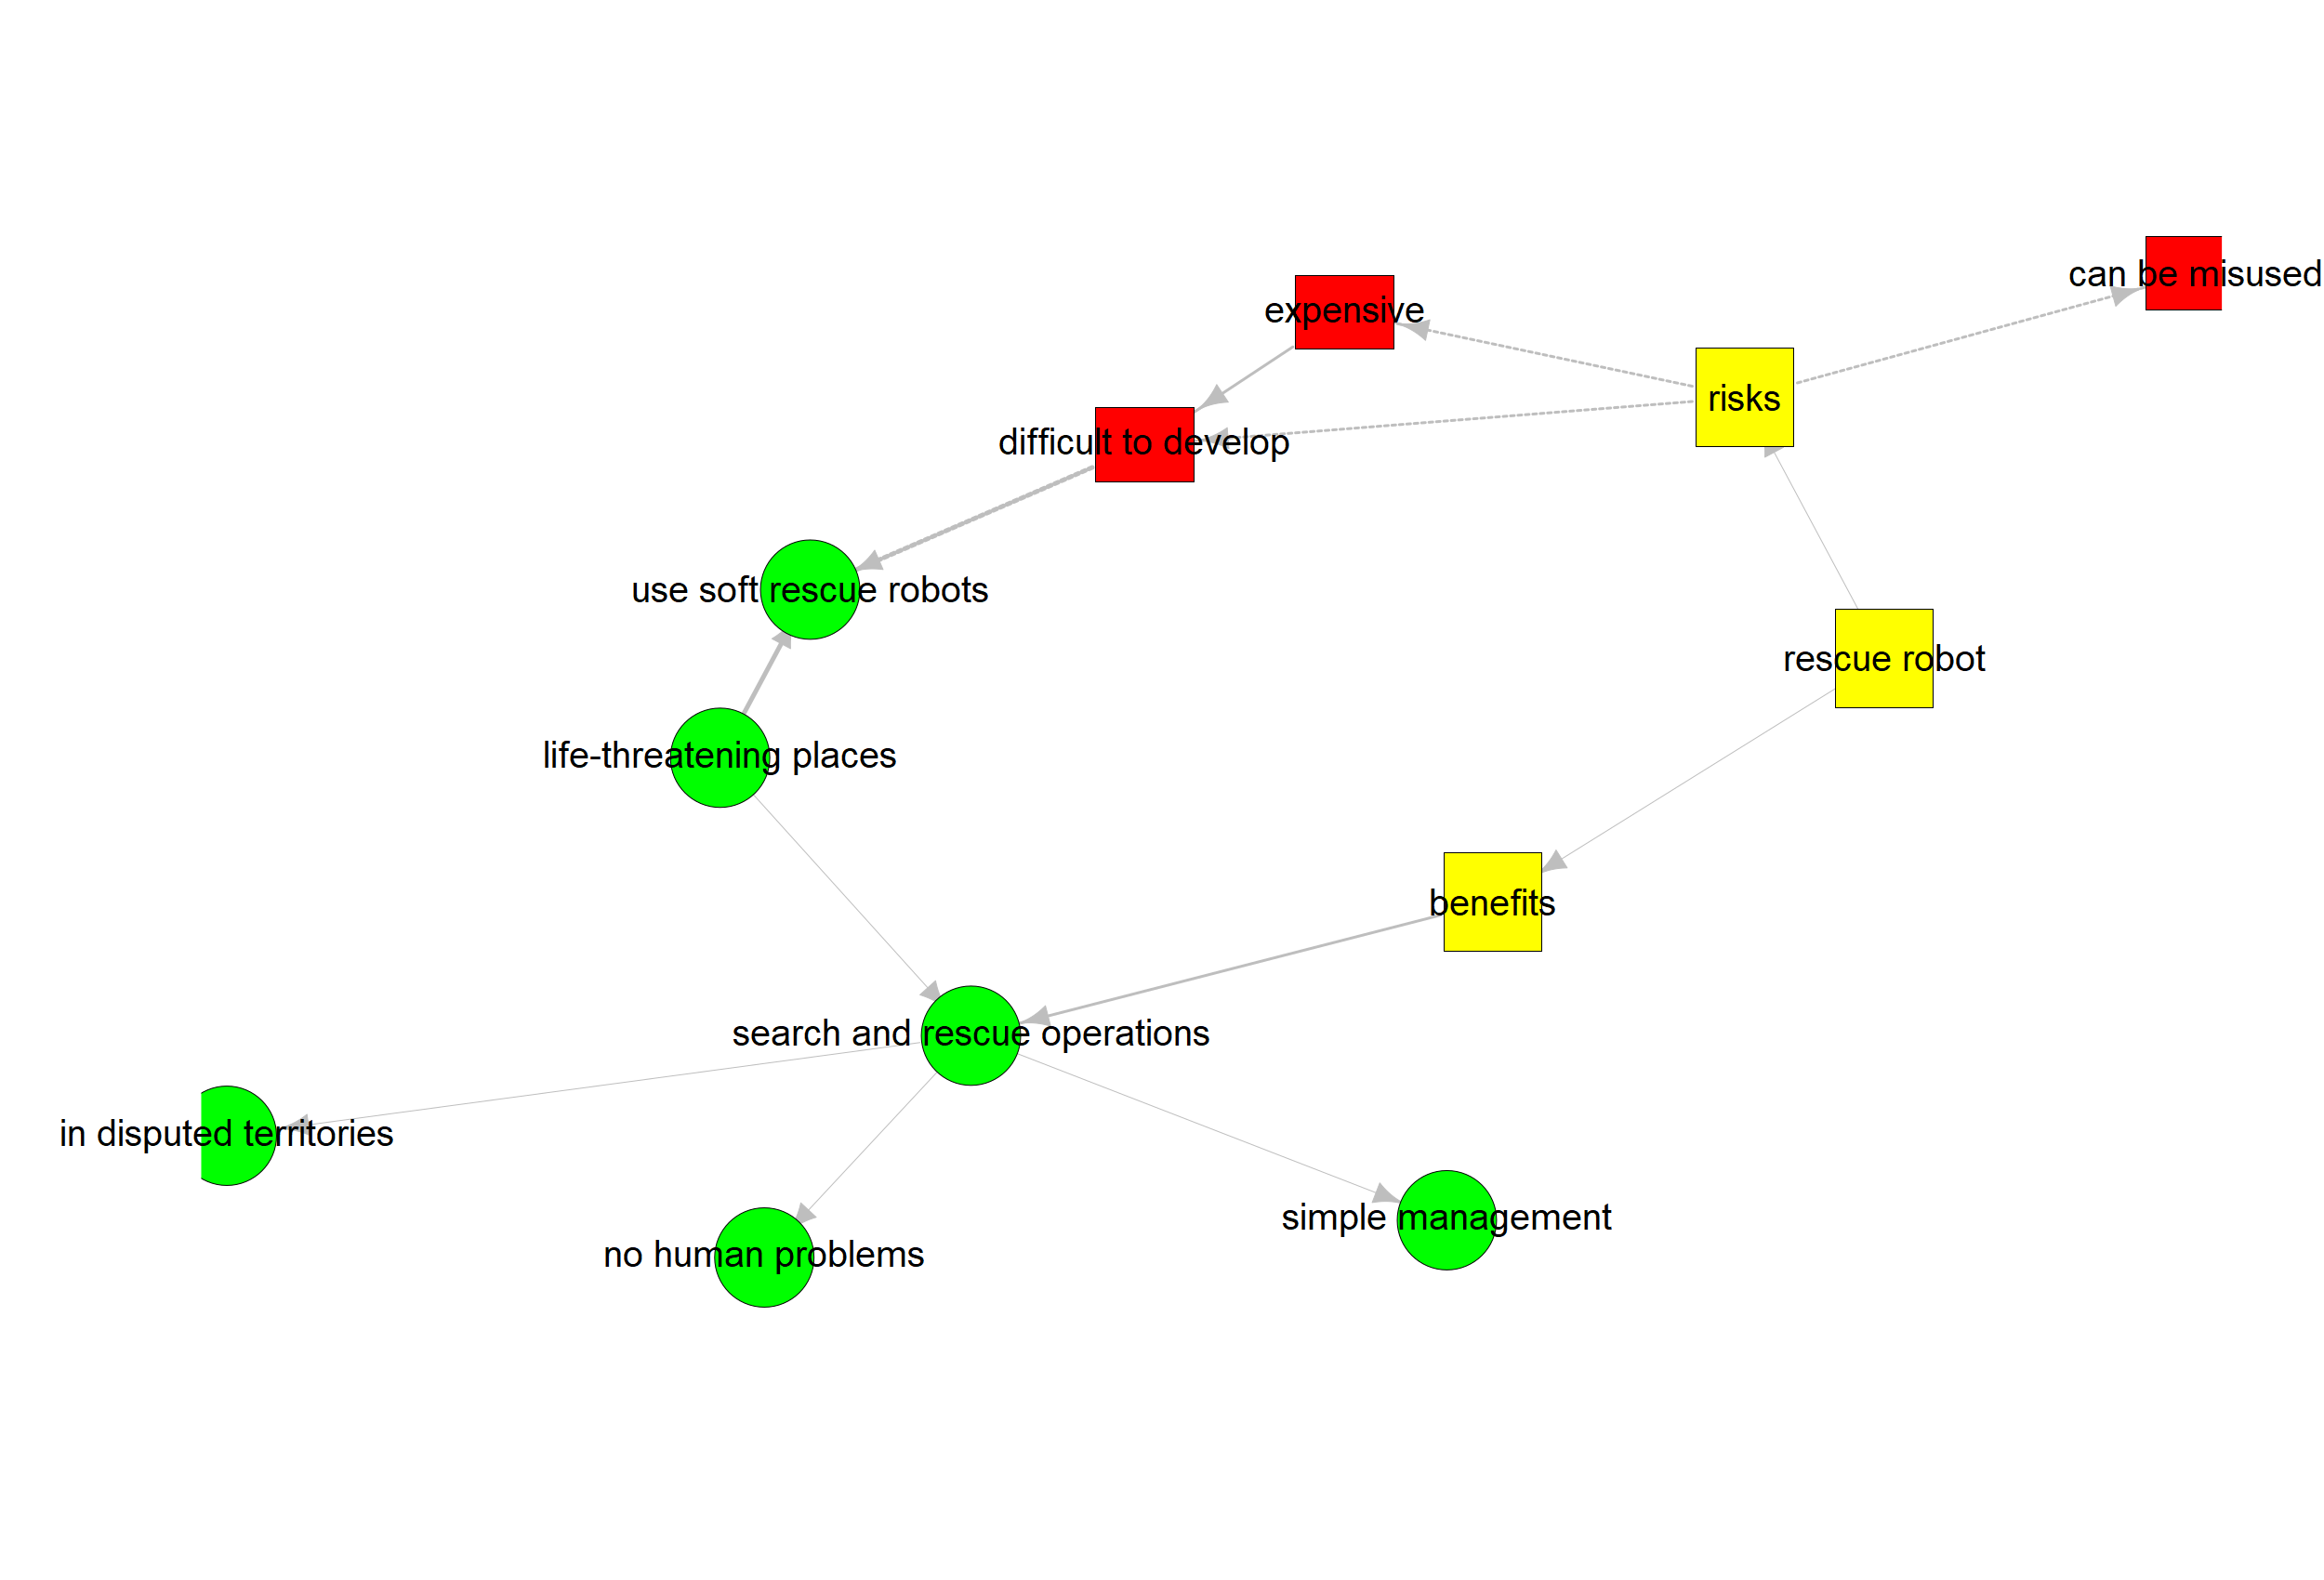 can be misused
expensive
risks
difficult to develop
use soft rescue robots
rescue robot
life-threatening places
benefits
search and rescue operations
in disputed territories
simple management
no human problems